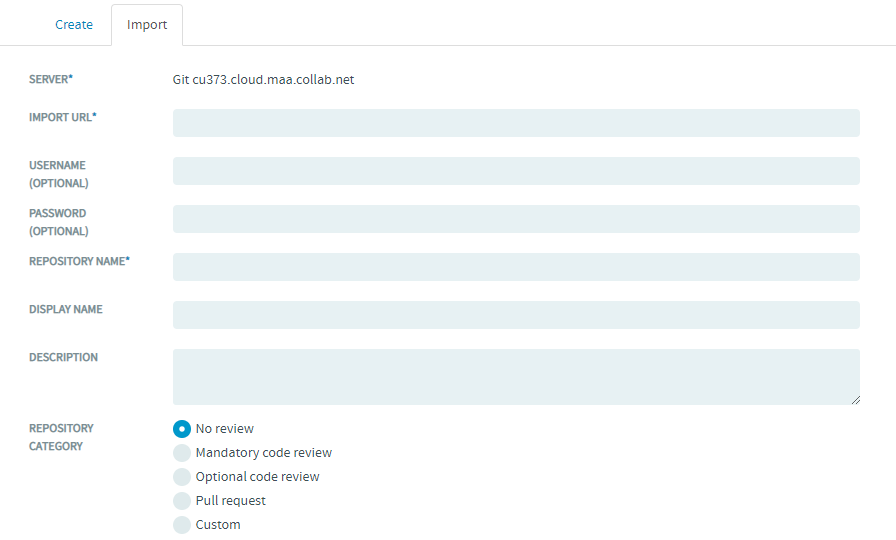 Create Import
SERVER* Git cu373.cloud.maa.collab.net
IMPORT URL*
USERNAME
(OPTIONAL)
PASSWORD
(OPTIONAL)
REPOSITORY NAME*
DISPLAY NAME
DESCRIPTION
REPOSITORY
CATEGORY
No review
Mandatory code review
Optional code review
Pull request
Custom